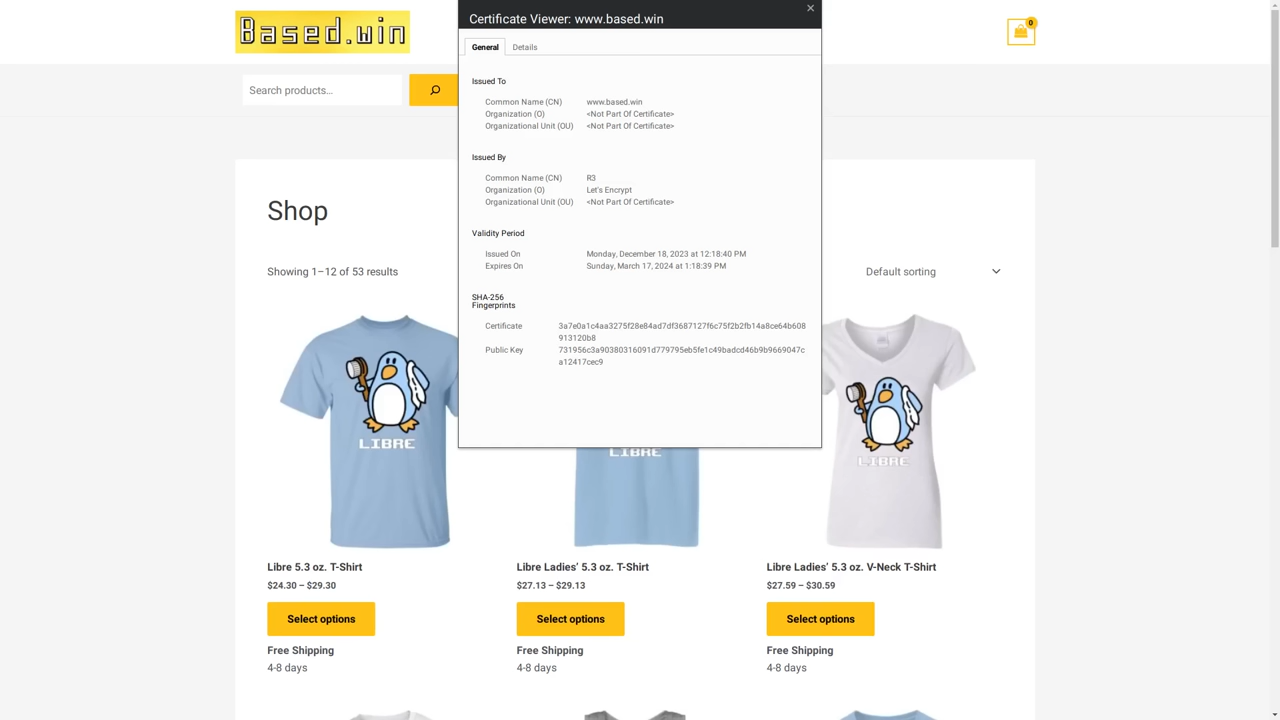 Based.win
0
Search products…
Certificate Viewer: www.based.win
General
Details
Issued To
Common Name (CN) www.based.win
Organization (O) <Not Part Of Certificate>
Organizational Unit (OU) <Not Part Of Certificate>
Issued By
Common Name (CN) R3
Organization (O) Let's Encrypt
Organizational Unit (OU) <Not Part Of Certificate>
Validity Period
Issued On Monday, December 18, 2023 at 12:18:40 PM
Expires On Sunday, March 17, 2024 at 1:18:39 PM
SHA-256
Fingerprints
Certificate 3a7e0a1c4aa3275f28e84ad7df3687127f6c75f2b2fb14a8ce64b608
913120b8
Public Key 731956c3a90380316091d779795eb5fe1c49badcd46b9b9669047c
a12417cec9
Shop
Showing 1–12 of 53 results
Default sorting
LIBRE
LIBRE
LIBRE
Libre 5.3 oz. T-Shirt
$24.30 – $29.30
Select options
Free Shipping
4-8 days
Libre Ladies’ 5.3 oz. T-Shirt
$27.13 – $29.13
Select options
Free Shipping
4-8 days
Libre Ladies’ 5.3 oz. V-Neck T-Shirt
$27.59 – $30.59
Select options
Free Shipping
4-8 days